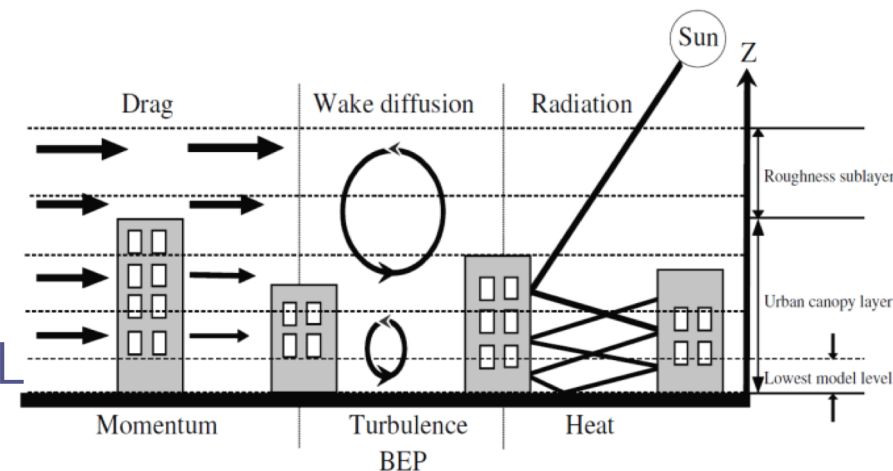 Sun
Z
Drag
Wake diffusion
Radiation
Roughness sublayer
Urban canopy layer
Lowest model level
L
Momentum
Turbulence
Heat
BEP